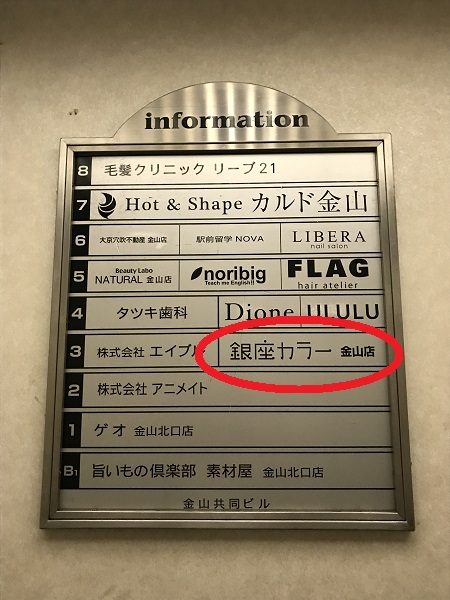 information
8 毛髪クリニック リーブ21
7 Hot & Shape カルド金山
6 大京穴吹不動産 金山店 駅前留学 NOVA LIBERA nail salon
5 Beauty Labo NATURAL 金山店 noribig Teach me English!! FLAG hair atelier
4 タツキ歯科 Dione ULULU
3 株式会社 エイブル 銀座カラー 金山店
2 株式会社 アニメイト
1 ゲオ 金山北口店
B1 旨いもの倶楽部 素材屋 金山北口店
金山共同ビル